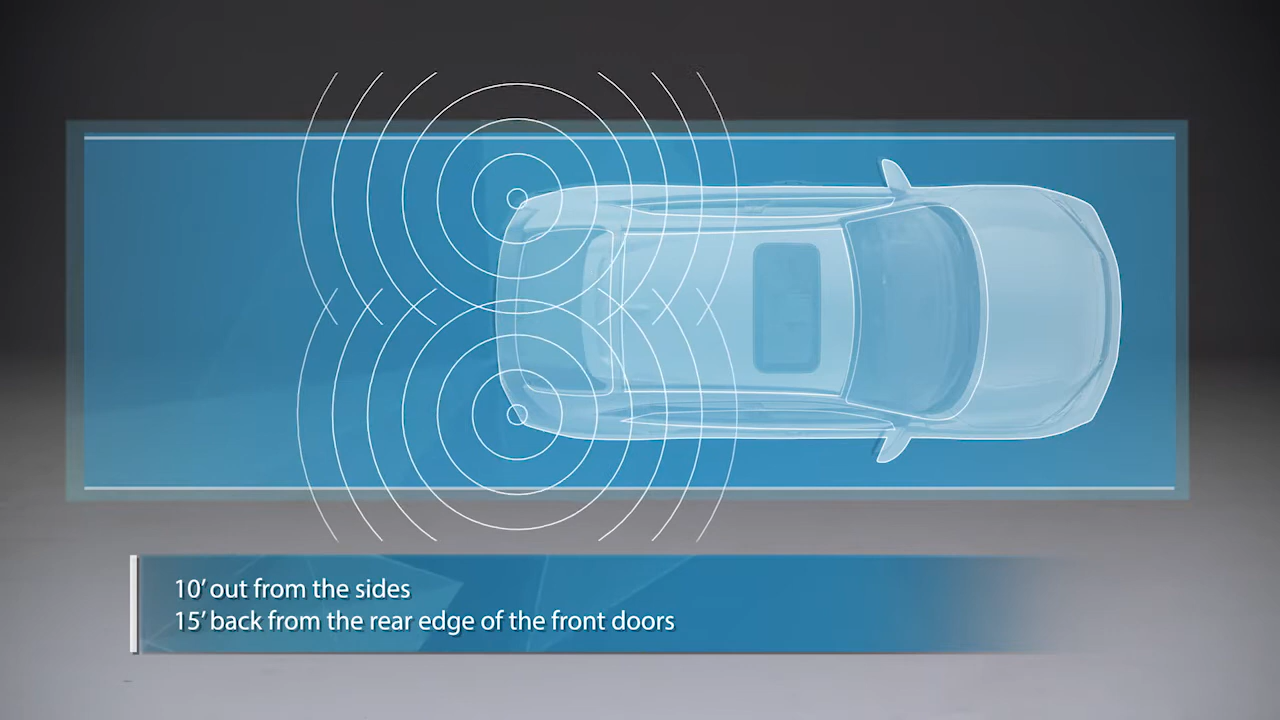 10’ out from the sides
15’ back from the rear edge of the front doors